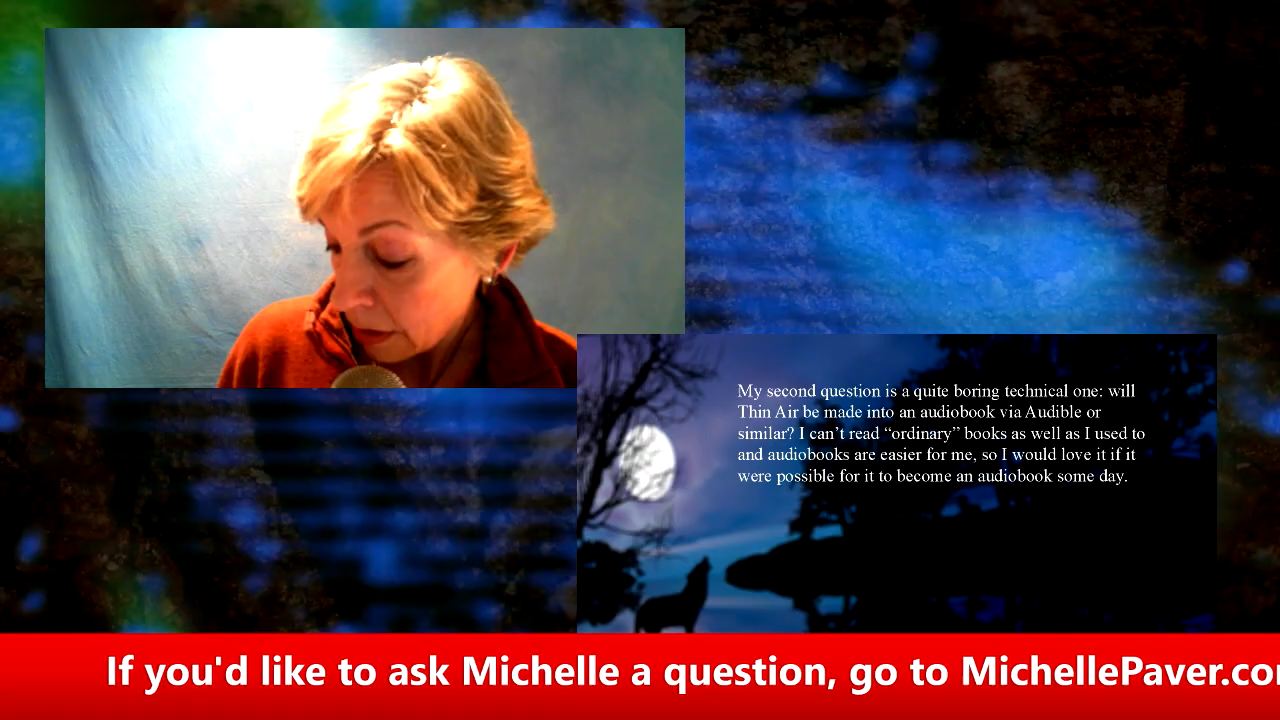 My second question is a quite boring technical one: will
Thin Air be made into an audiobook via Audible or
similar? I can’t read “ordinary” books as well as I used to
and audiobooks are easier for me, so I would love it if it
were possible for it to become an audiobook some day.
If you'd like to ask Michelle a question, go to MichellePaver.co